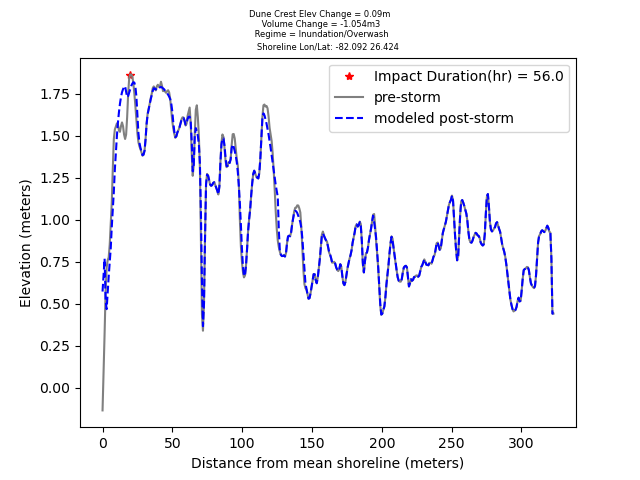 Dune Crest Elev Change = 0.09m
Volume Change = -1.054m3
Regime = Inundation/Overwash
Shoreline Lon/Lat: -82.092 26.424
Impact Duration(hr) = 56.0
pre-storm
modeled post-storm
Elevation (meters)
1.75
1.50
1.25
1.00
0.75
0.50
0.25
0.00
0 50 100 150 200 250 300
Distance from mean shoreline (meters)